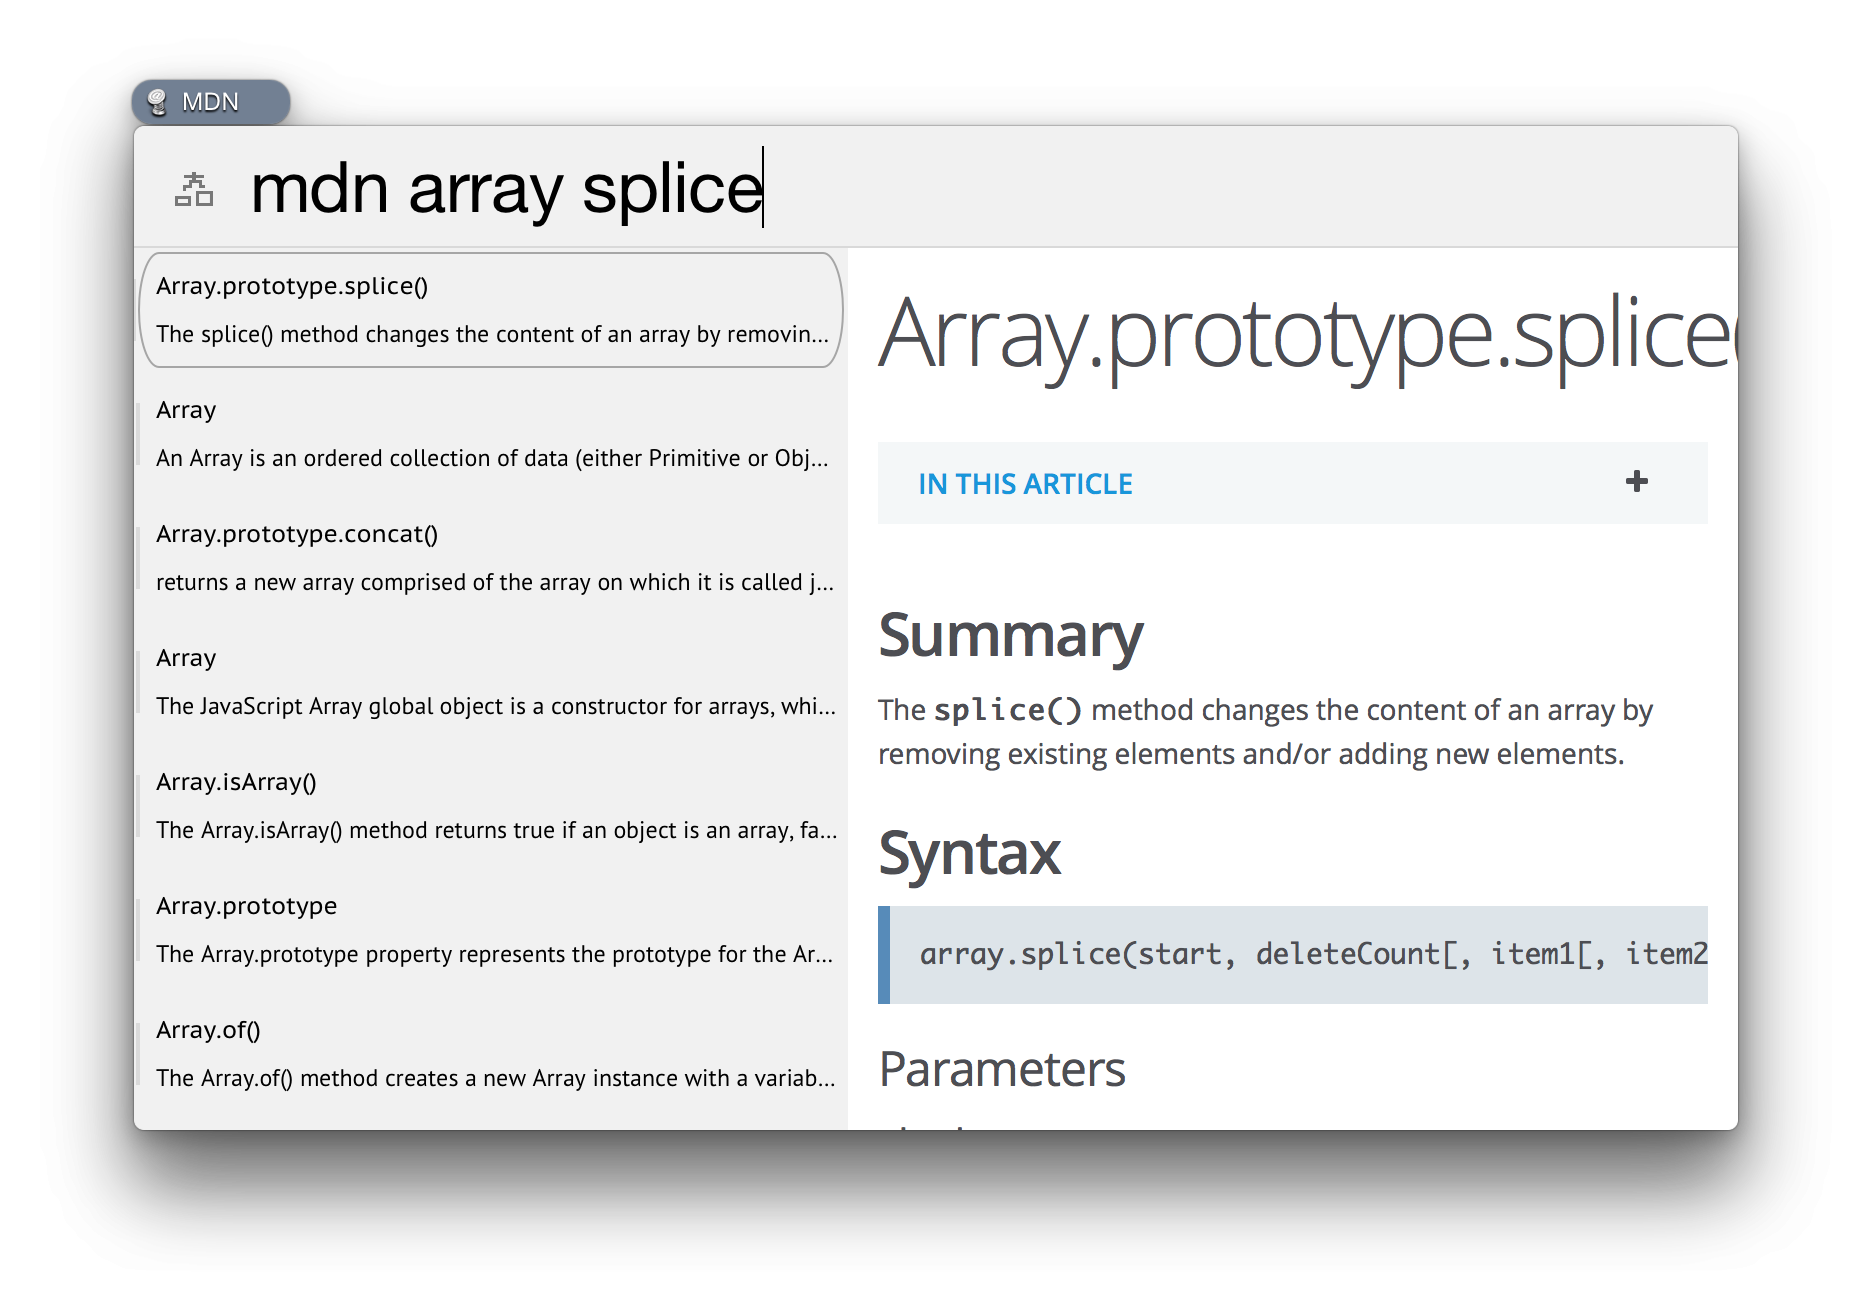 MDN
mdn array splice
Array.prototype.splice()
The splice() method changes the content of an array by removin...
Array
An Array is an ordered collection of data (either Primitive or Obj...
Array.prototype.concat()
returns a new array comprised of the array on which it is called j...
Array
The JavaScript Array global object is a constructor for arrays, whi...
Array.isArray()
The Array.isArray() method returns true if an object is an array, fa...
Array.prototype
The Array.prototype property represents the prototype for the Ar...
Array.of()
The Array.of() method creates a new Array instance with a variab...
Array.prototype.splice(
IN THIS ARTICLE +
Summary
The splice() method changes the content of an array by
removing existing elements and/or adding new elements.
Syntax
array.splice(start, deleteCount[, item1[, item2
Parameters